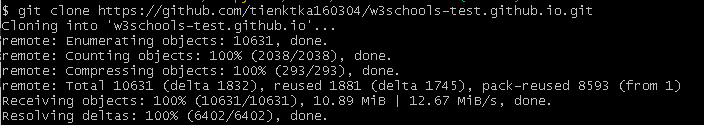 $ git clone https://github.com/tienktka160304/w3schools-test.github.io.git
Cloning into 'w3schools-test.github.io'...
remote: Enumerating objects: 10631, done.
remote: Counting objects: 100% (2038/2038), done.
remote: Compressing objects: 100% (293/293), done.
remote: Total 10631 (delta 1832), reused 1881 (delta 1745), pack-reused 8593 (from 1)
Receiving objects: 100% (10631/10631), 10.89 MiB | 12.67 MiB/s, done.
Resolving deltas: 100% (6402/6402), done.